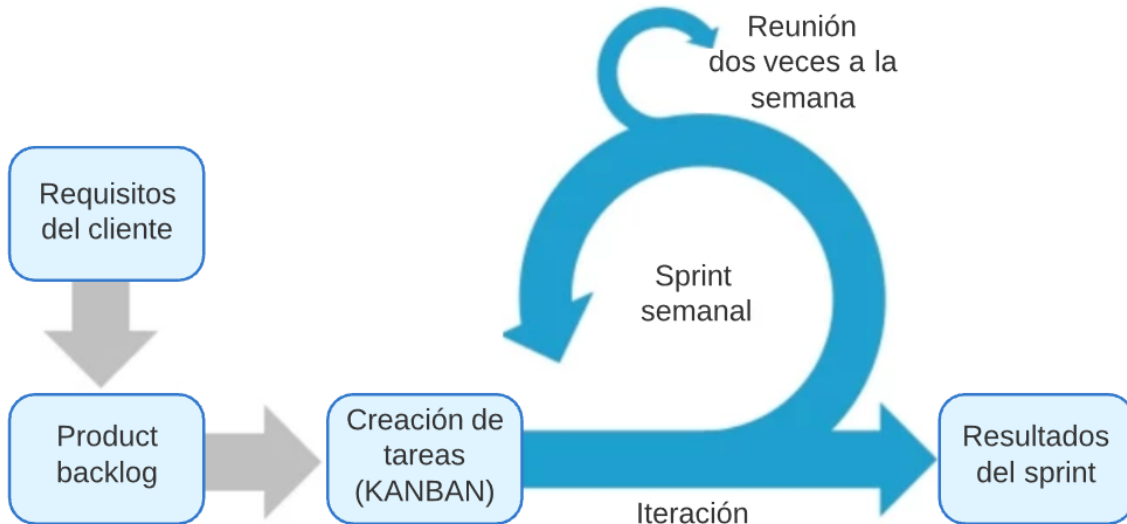 Reunión
dos veces a la
semana
Requisitos
del cliente
Sprint
semanal
Product
backlog
Creación de
tareas
(KANBAN)
Iteración
Resultados
del sprint